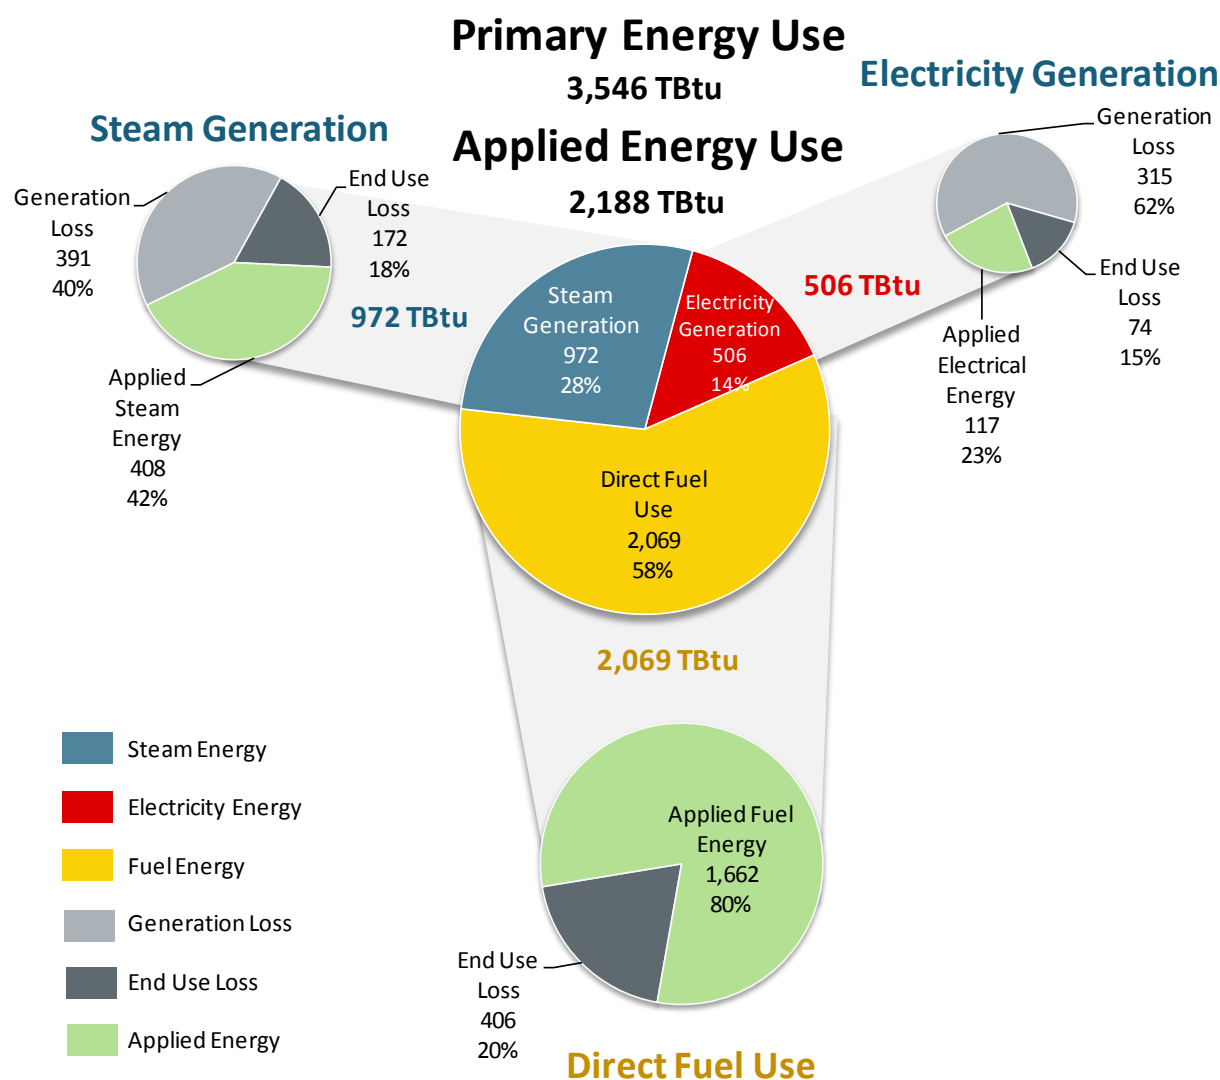 Primary Energy Use
3,546 TBtu
Applied Energy Use
2,188 TBtu
Steam Generation
Generation
Loss
391
40%
End Use
Loss
172
18%
Applied
Steam
Energy
408
42%
972 TBtu
Electricity Generation
Generation
Loss
315
62%
End Use
Loss
74
15%
Applied
Electrical
Energy
117
23%
506 TBtu
Steam
Generation
972
28%
Electricity
Generation
506
14%
Direct Fuel
Use
2,069
58%
2,069 TBtu
Applied Fuel
Energy
1,662
80%
End Use
Loss
406
20%
Direct Fuel Use
Steam Energy
Electricity Energy
Fuel Energy
Generation Loss
End Use Loss
Applied Energy